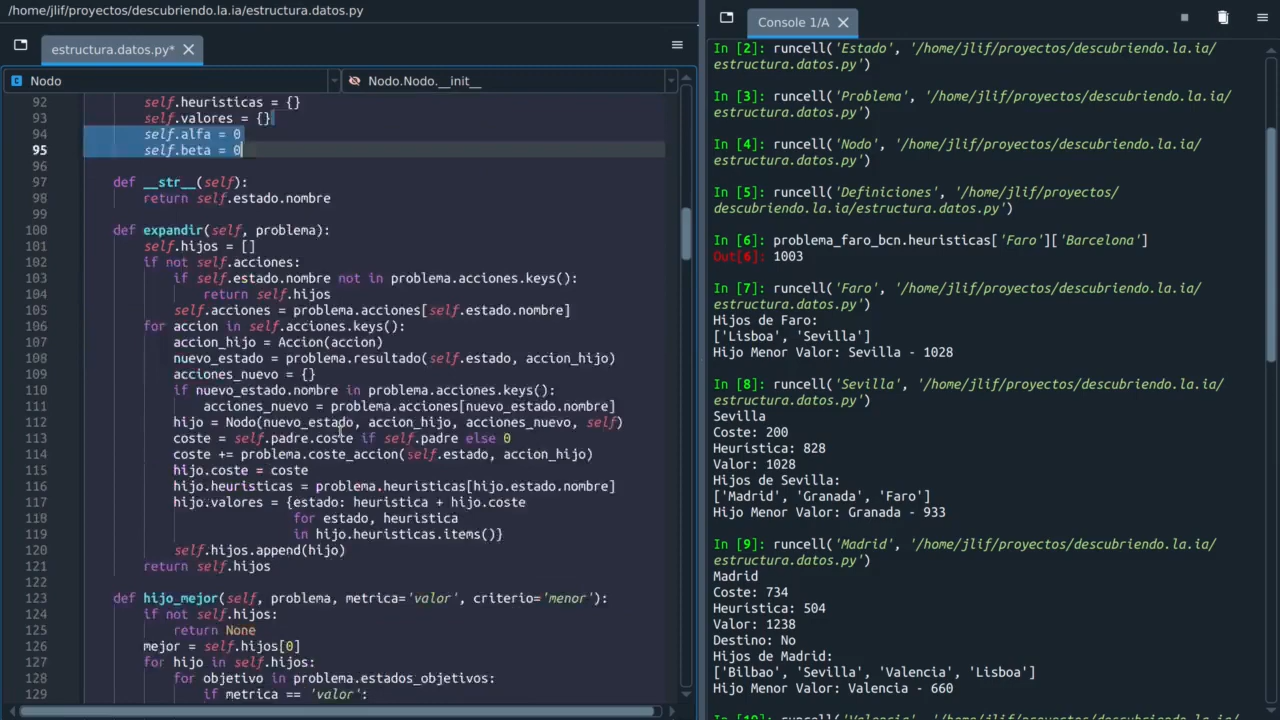 /home/jlif/proyectos/descubriendo.la.ia/estructura.datos.py
estructura.datos.py*
Nodo
Nodo.Nodo.__init__
92 self.heuristicas = {}
93 self.valores = {}
94 self.alfa = 0
95 self.beta = 0
96
97 def __str__(self):
98 return self.estado.nombre
99
100 def expandir(self, problema):
101 self.hijos = []
102 if not self.acciones:
103 if self.estado.nombre not in problema.acciones.keys():
104 return self.hijos
105 self.acciones = problema.acciones[self.estado.nombre]
106 for accion in self.acciones.keys():
107 accion_hijo = Accion(accion)
108 nuevo_estado = problema.resultado(self.estado, accion_hijo)
109 acciones_nuevo = {}
110 if nuevo_estado.nombre in problema.acciones.keys():
111 acciones_nuevo = problema.acciones[nuevo_estado.nombre]
112 hijo = Nodo(nuevo_estado, accion_hijo, acciones_nuevo, self)
113 coste = self.padre.coste if self.padre else 0
114 coste += problema.coste_accion(self.estado, accion_hijo)
115 hijo.coste = coste
116 hijo.heuristicas = problema.heuristicas[hijo.estado.nombre]
117 hijo.valores = {estado: heuristica + hijo.coste
118 for estado, heuristica
119 in hijo.heuristicas.items()}
120 self.hijos.append(hijo)
121 return self.hijos
122
123 def hijo_mejor(self, problema, metrica='valor', criterio='menor'):
124 if not self.hijos:
125 return None
126 mejor = self.hijos[0]
127 for hijo in self.hijos:
128 for objetivo in problema.estados_objetivos:
129 if metrica == 'valor':
Console 1/A
In [2]: runcell('Estado', '/home/jlif/proyectos/descubriendo.la.ia/
estructura.datos.py')
In [3]: runcell('Problema', '/home/jlif/proyectos/descubriendo.la.ia/
estructura.datos.py')
In [4]: runcell('Nodo', '/home/jlif/proyectos/descubriendo.la.ia/
estructura.datos.py')
In [5]: runcell('Definiciones', '/home/jlif/proyectos/
descubriendo.la.ia/estructura.datos.py')
In [6]: problema_faro_bcn.heuristicas['Faro']['Barcelona']
Out[6]: 1003
In [7]: runcell('Faro', '/home/jlif/proyectos/descubriendo.la.ia/
estructura.datos.py')
Hijos de Faro:
['Lisboa', 'Sevilla']
Hijo Menor Valor: Sevilla - 1028
In [8]: runcell('Sevilla', '/home/jlif/proyectos/descubriendo.la.ia/
estructura.datos.py')
Sevilla
Coste: 200
Heuristica: 828
Valor: 1028
Hijos de Sevilla:
['Madrid', 'Granada', 'Faro']
Hijo Menor Valor: Granada - 933
In [9]: runcell('Madrid', '/home/jlif/proyectos/descubriendo.la.ia/
estructura.datos.py')
Madrid
Coste: 734
Heuristica: 504
Valor: 1238
Destino: No
Hijos de Madrid:
['Bilbao', 'Sevilla', 'Valencia', 'Lisboa']
Hijo Menor Valor: Valencia - 660
In [10]: runcell('Valencia', '/home/jlif/proyectos/descubriendo.la.ia/